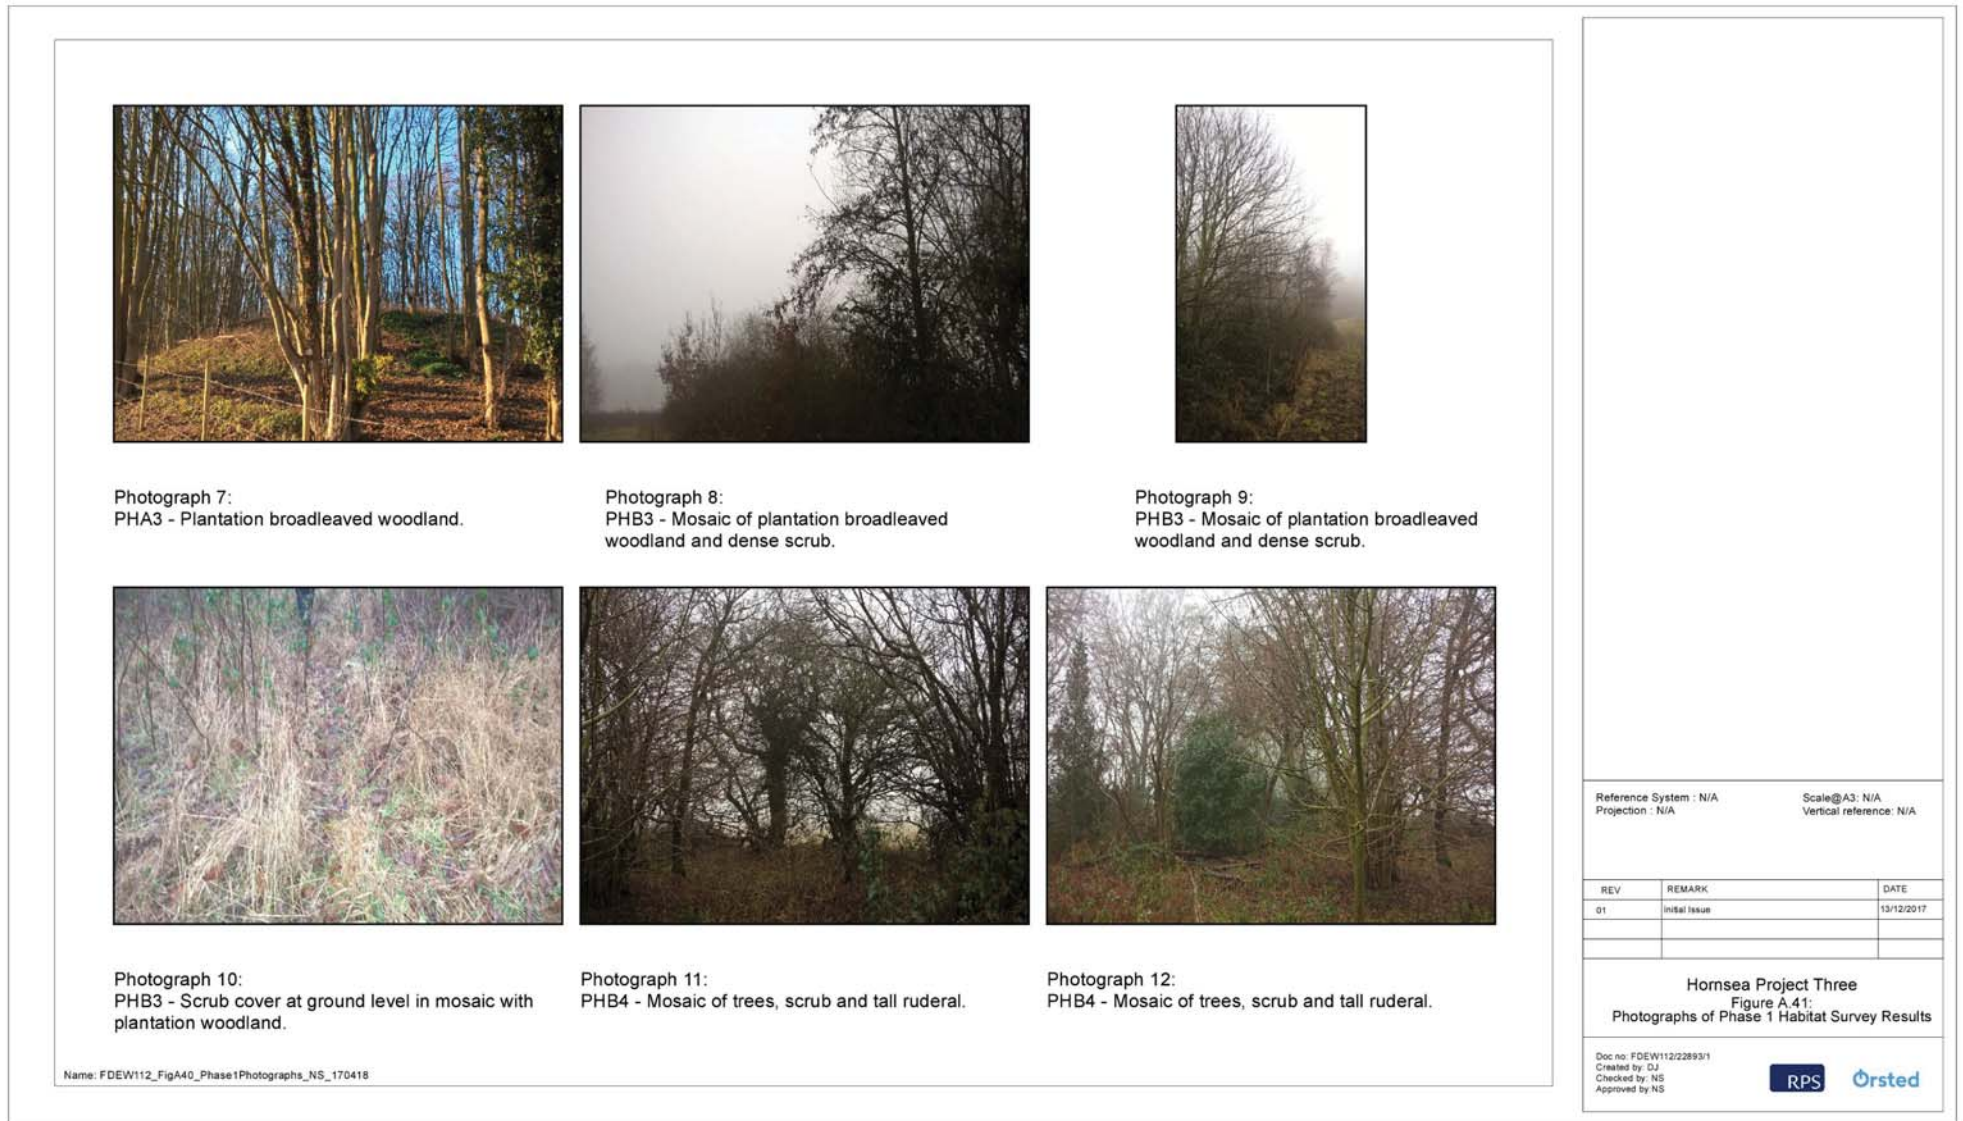 Photograph 7:
PHA3 - Plantation broadleaved woodland.
Photograph 8:
PHB3 - Mosaic of plantation broadleaved
woodland and dense scrub.
Photograph 9:
PHB3 - Mosaic of plantation broadleaved
woodland and dense scrub.
Photograph 10:
PHB3 - Scrub cover at ground level in mosaic with
plantation woodland.
Photograph 11:
PHB4 - Mosaic of trees, scrub and tall ruderal.
Photograph 12:
PHB4 - Mosaic of trees, scrub and tall ruderal.
Name: FDEW112_FigA40_Phase1Photographs_NS_170418
Reference System : N/A
Projection : N/A
Scale@A3: N/A
Vertical reference: N/A
REV REMARK DATE
01 Initial Issue 13/12/2017
Hornsea Project Three
Figure A.41:
Photographs of Phase 1 Habitat Survey Results
Doc no: FDEW112/22893/1
Created by: DJ
Checked by: NS
Approved by:NS
RPS
Ørsted